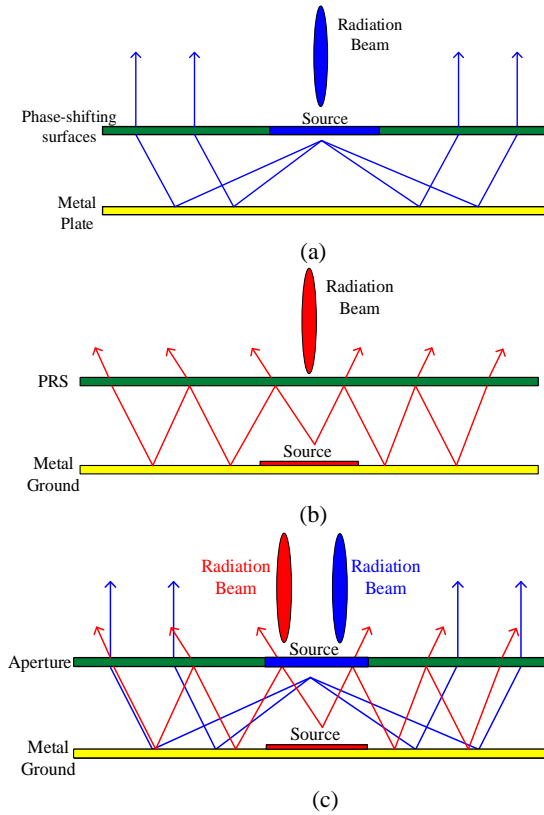 Radiation
Beam
Source
Phase-shifting
surfaces
Metal
Plate
(a)
Radiation
Beam
PRS
Source
Metal
Ground
(b)
Radiation
Beam
Radiation
Beam
Source
Aperture
Source
Metal
Ground
(c)